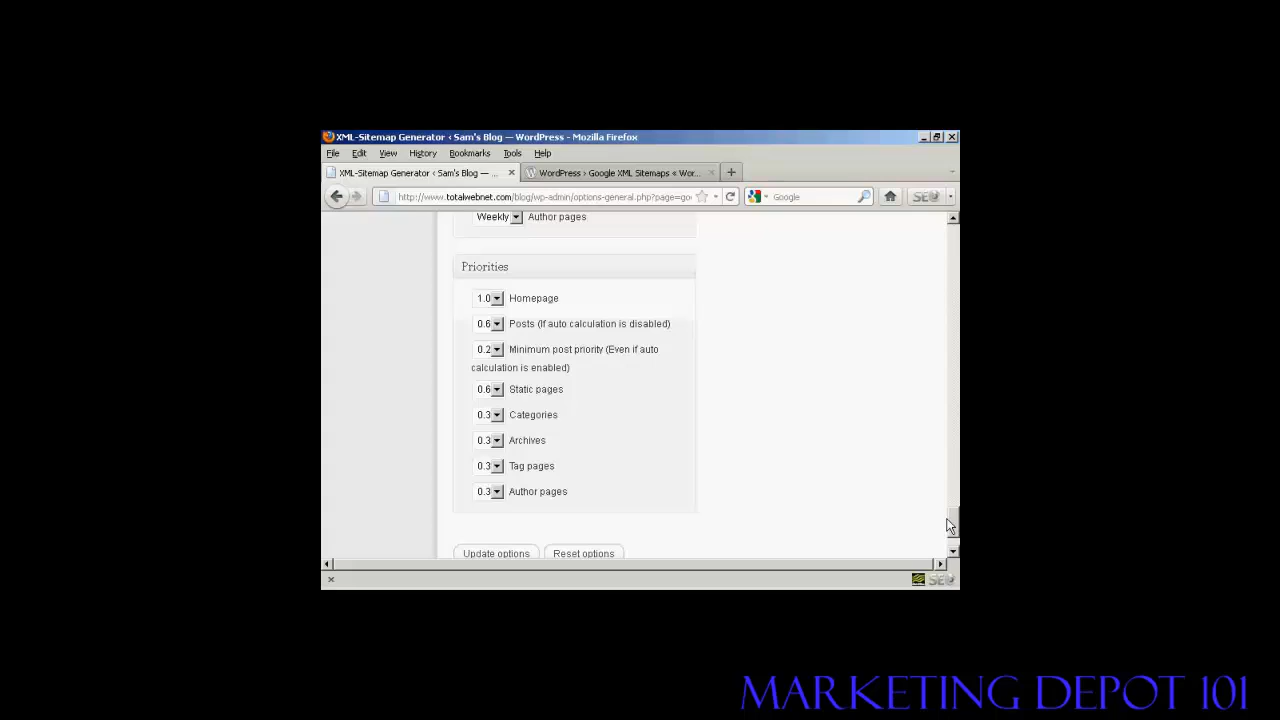 XML-Sitemap Generator ‹ Sam's Blog — WordPress - Mozilla Firefox
File Edit View History Bookmarks Tools Help
XML-Sitemap Generator ‹ Sam's Blog — ... WordPress › Google XML Sitemaps « Wor...
http://www.totalwebnet.com/blog/wp-admin/options-general.php?page=go Google SEO
Weekly Author pages
Priorities
1.0 Homepage
0.6 Posts (If auto calculation is disabled)
0.2 Minimum post priority (Even if auto
calculation is enabled)
0.6 Static pages
0.3 Categories
0.3 Archives
0.3 Tag pages
0.3 Author pages
Update options Reset options
SEO
MARKETING DEPOT 101